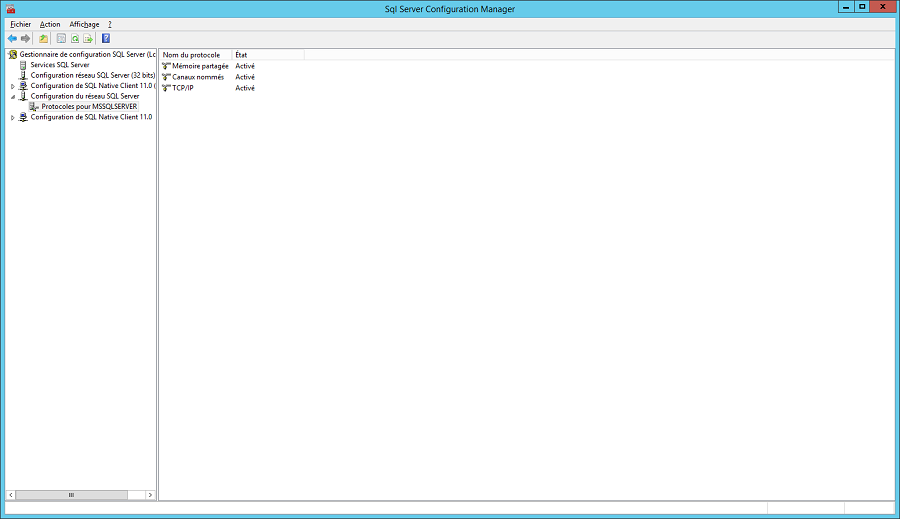 Sql Server Configuration Manager
Fichier Action Affichage ?
Gestionnaire de configuration SQL Server (Lc
Services SQL Server
Configuration réseau SQL Server (32 bits)
Configuration de SQL Native Client 11.0 (
Configuration du réseau SQL Server
Protocoles pour MSSQLSERVER
Configuration de SQL Native Client 11.0
Nom du protocole État
Mémoire partagée Activé
Canaux nommés Activé
TCP/IP Activé